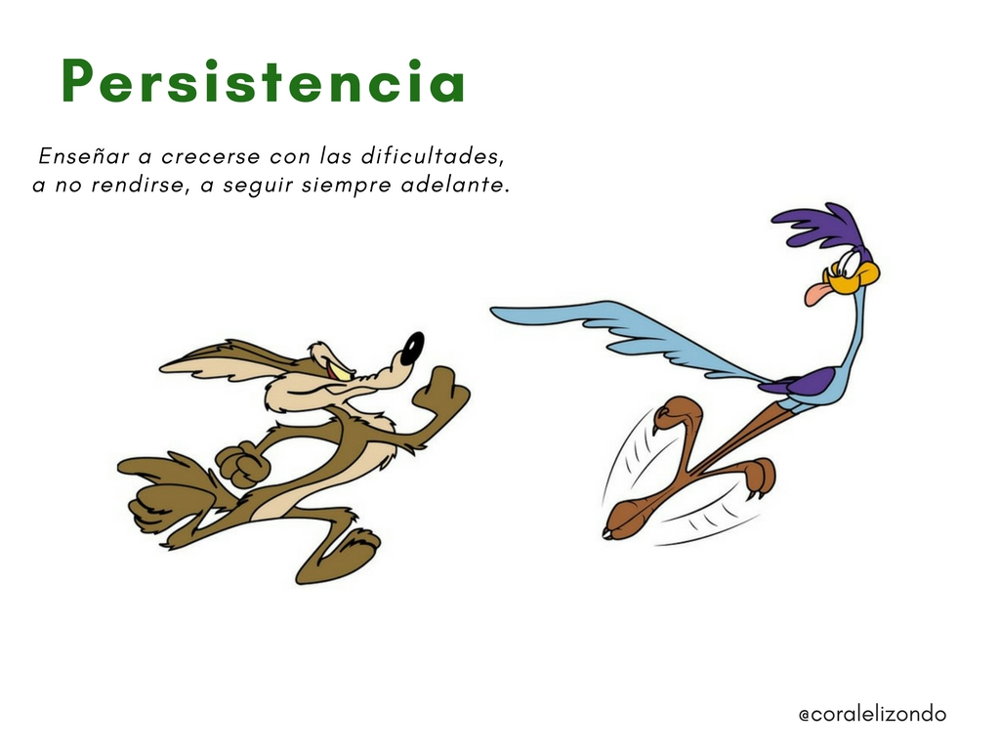 Persistencia
Enseñar a crecerse con las dificultades,
a no rendirse, a seguir siempre adelante.
@coralelizondo